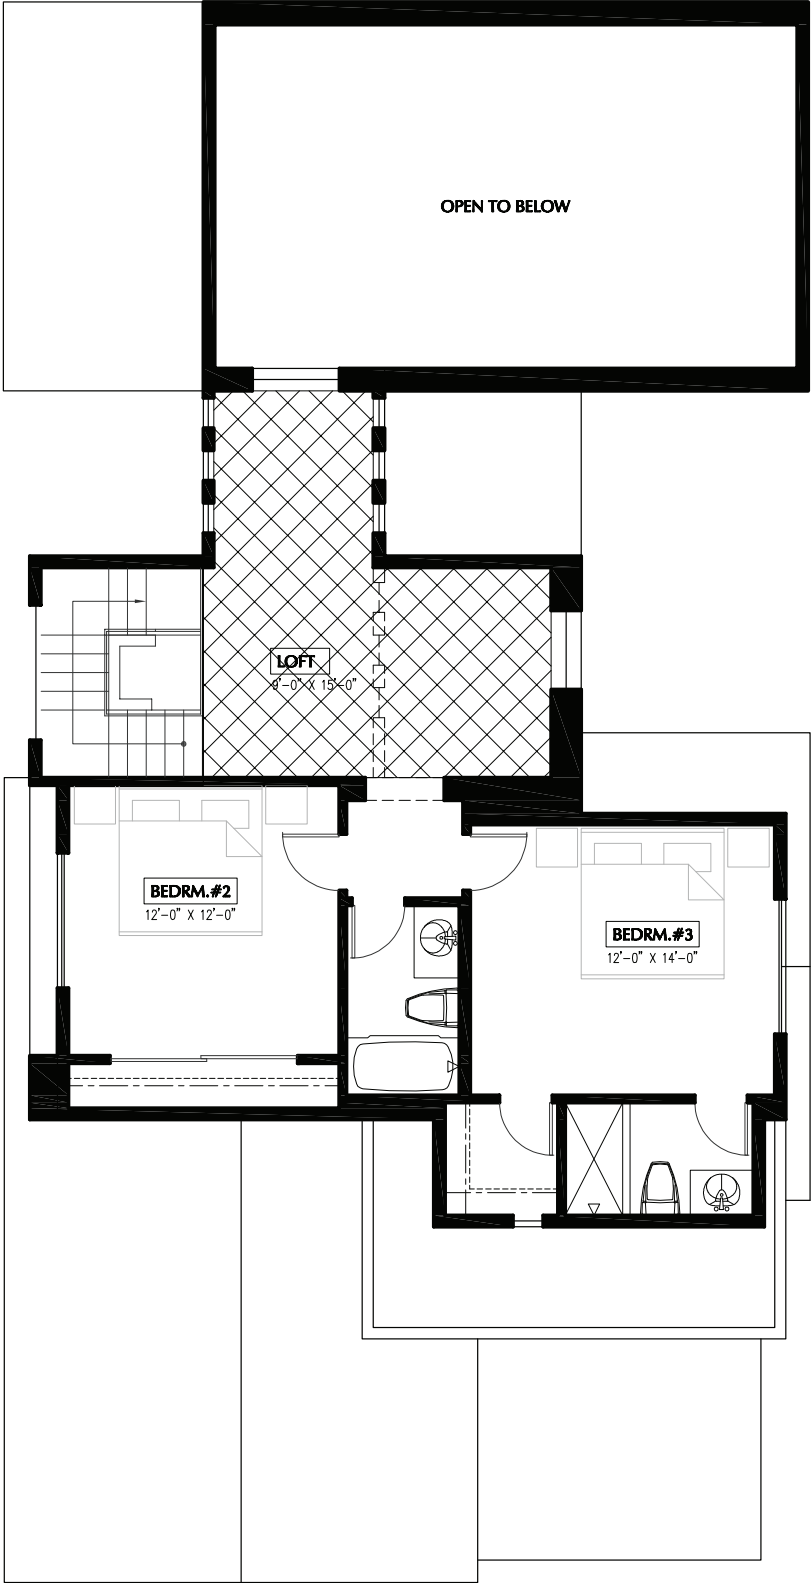 OPEN TO BELOW
LOFT
9'-0" X 15'-0"
BEDRM.#2
12'-0" X 12'-0"
BEDRM.#3
12'-0" X 14'-0"